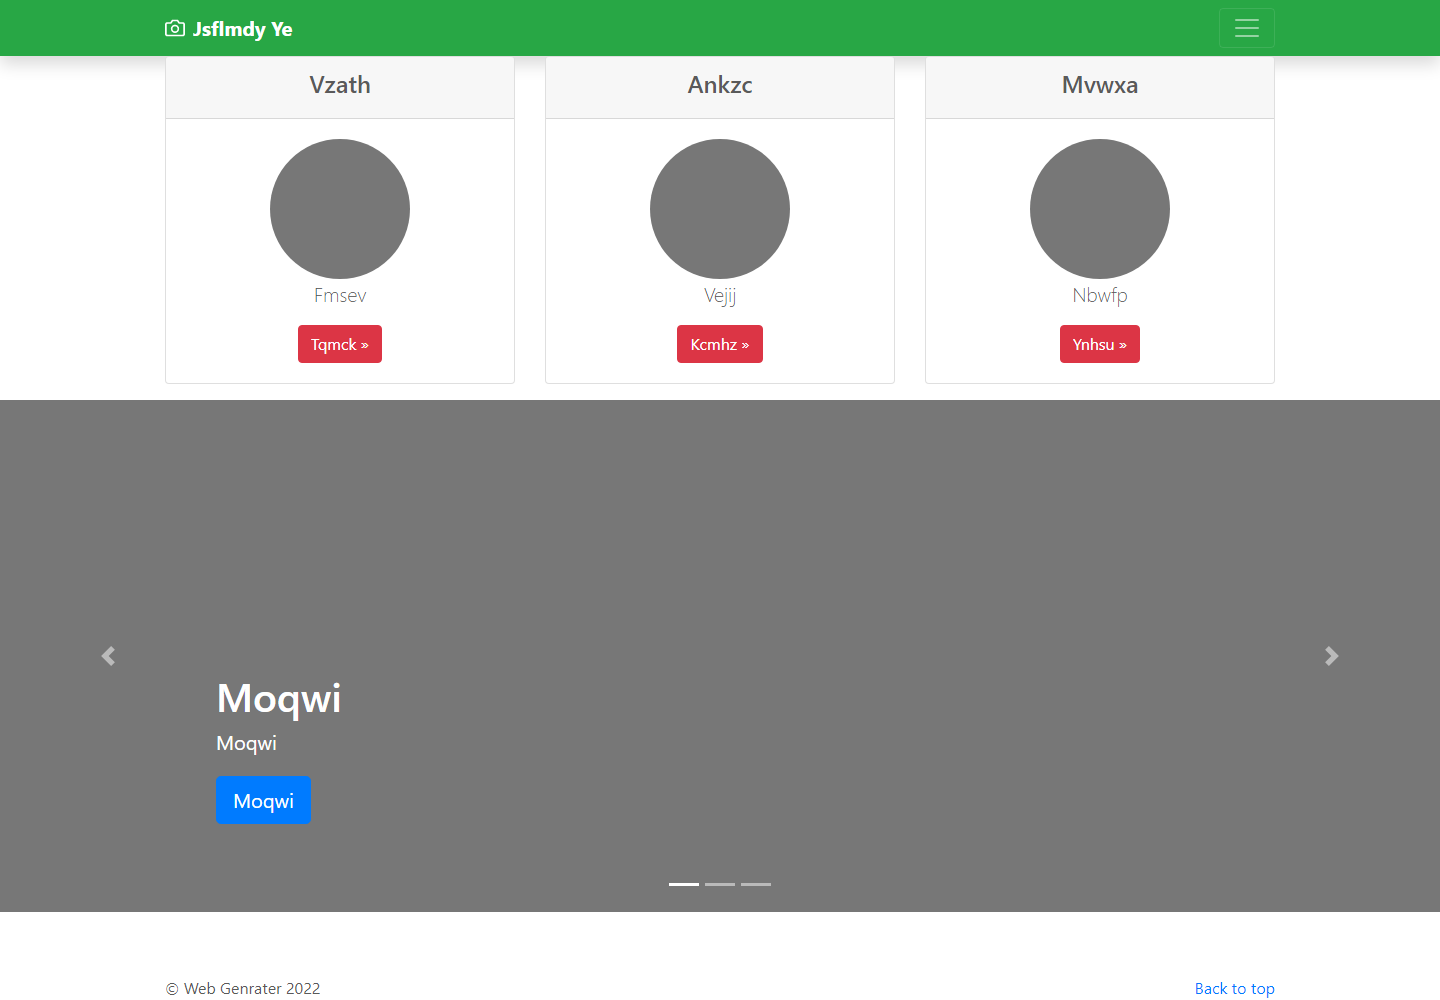 Jsflmdy Ye
Vzath
Ankzc
Mvwxa
Fmsev
Vejij
Nbwfp
Tqmck »
Kcmhz »
Ynhsu »
Moqwi
Moqwi
Moqwi
© Web Genrater 2022
Back to top